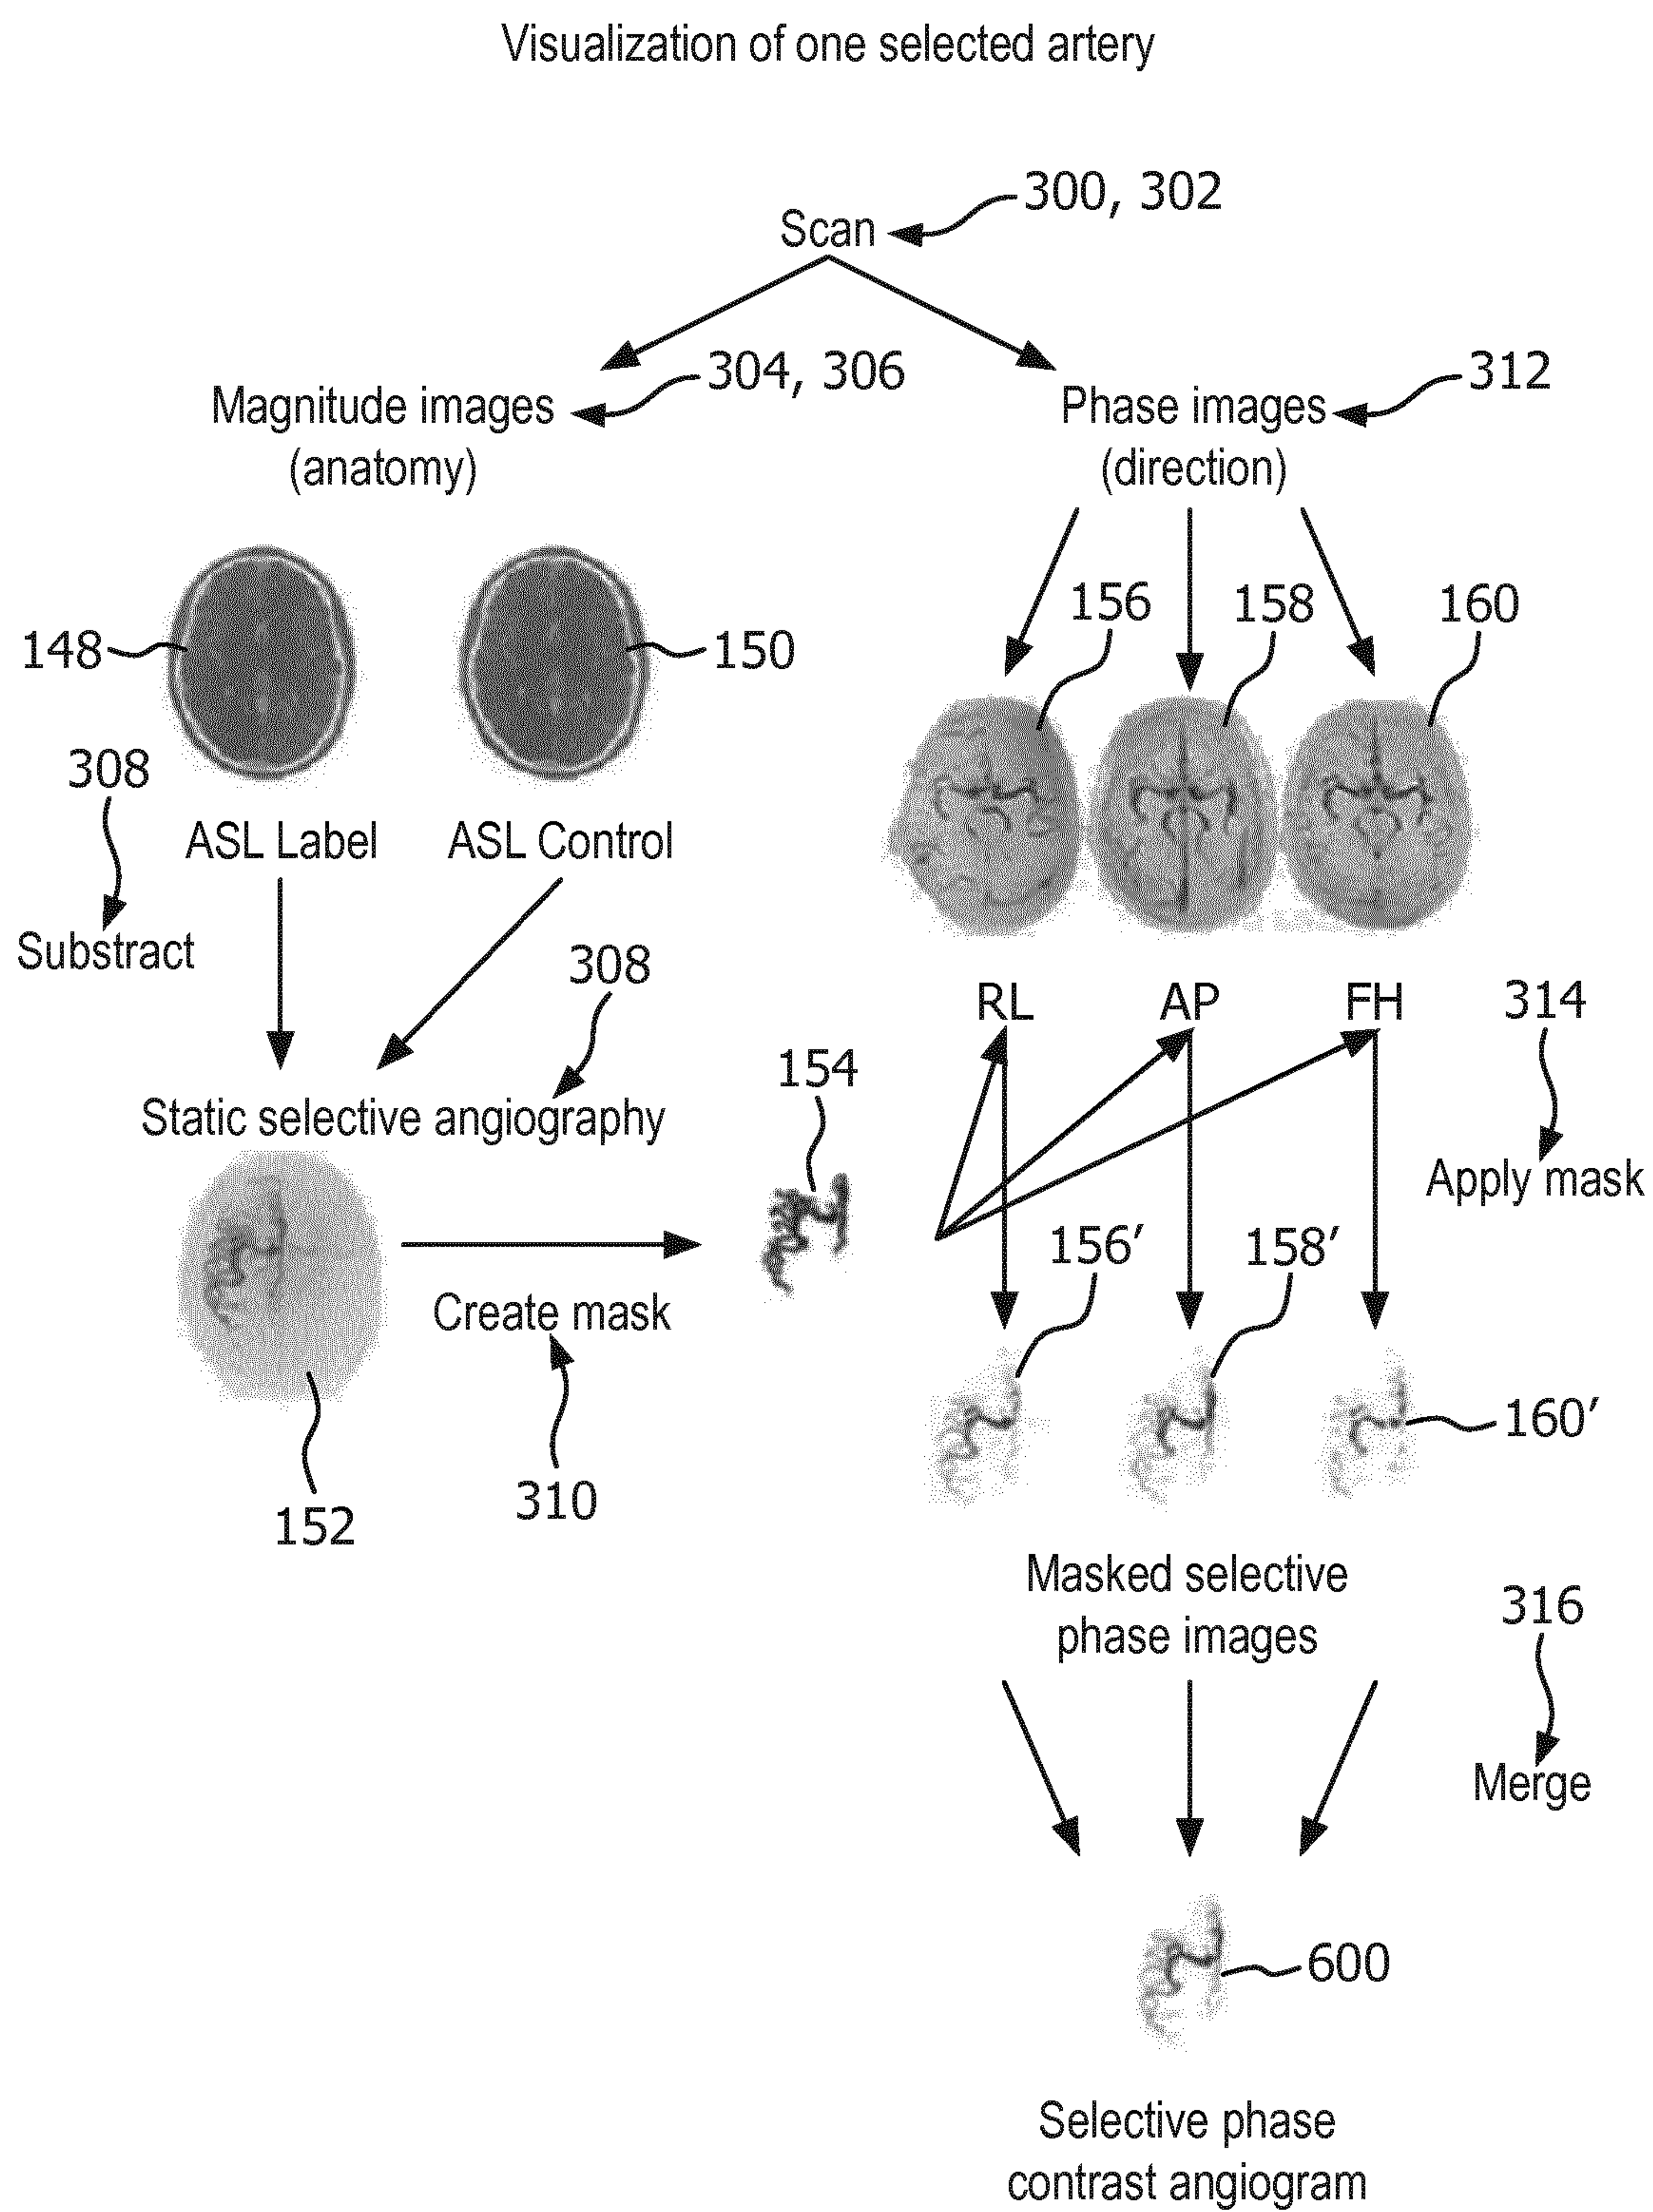 Visualization of one selected artery
300, 302
Scan
304, 306
312
Magnitude images
Phase images
(anatomy)
(direction)
156
158
160
148
150
308
ASL Label
ASL Control
Substract
308
RL
AP
FH
314
154
Static selective angiography
Apply mask
156’
158’
Create mask
160’
310
152
Masked selective
phase images
316
Merge
600
Selective phase
contrast angiogram